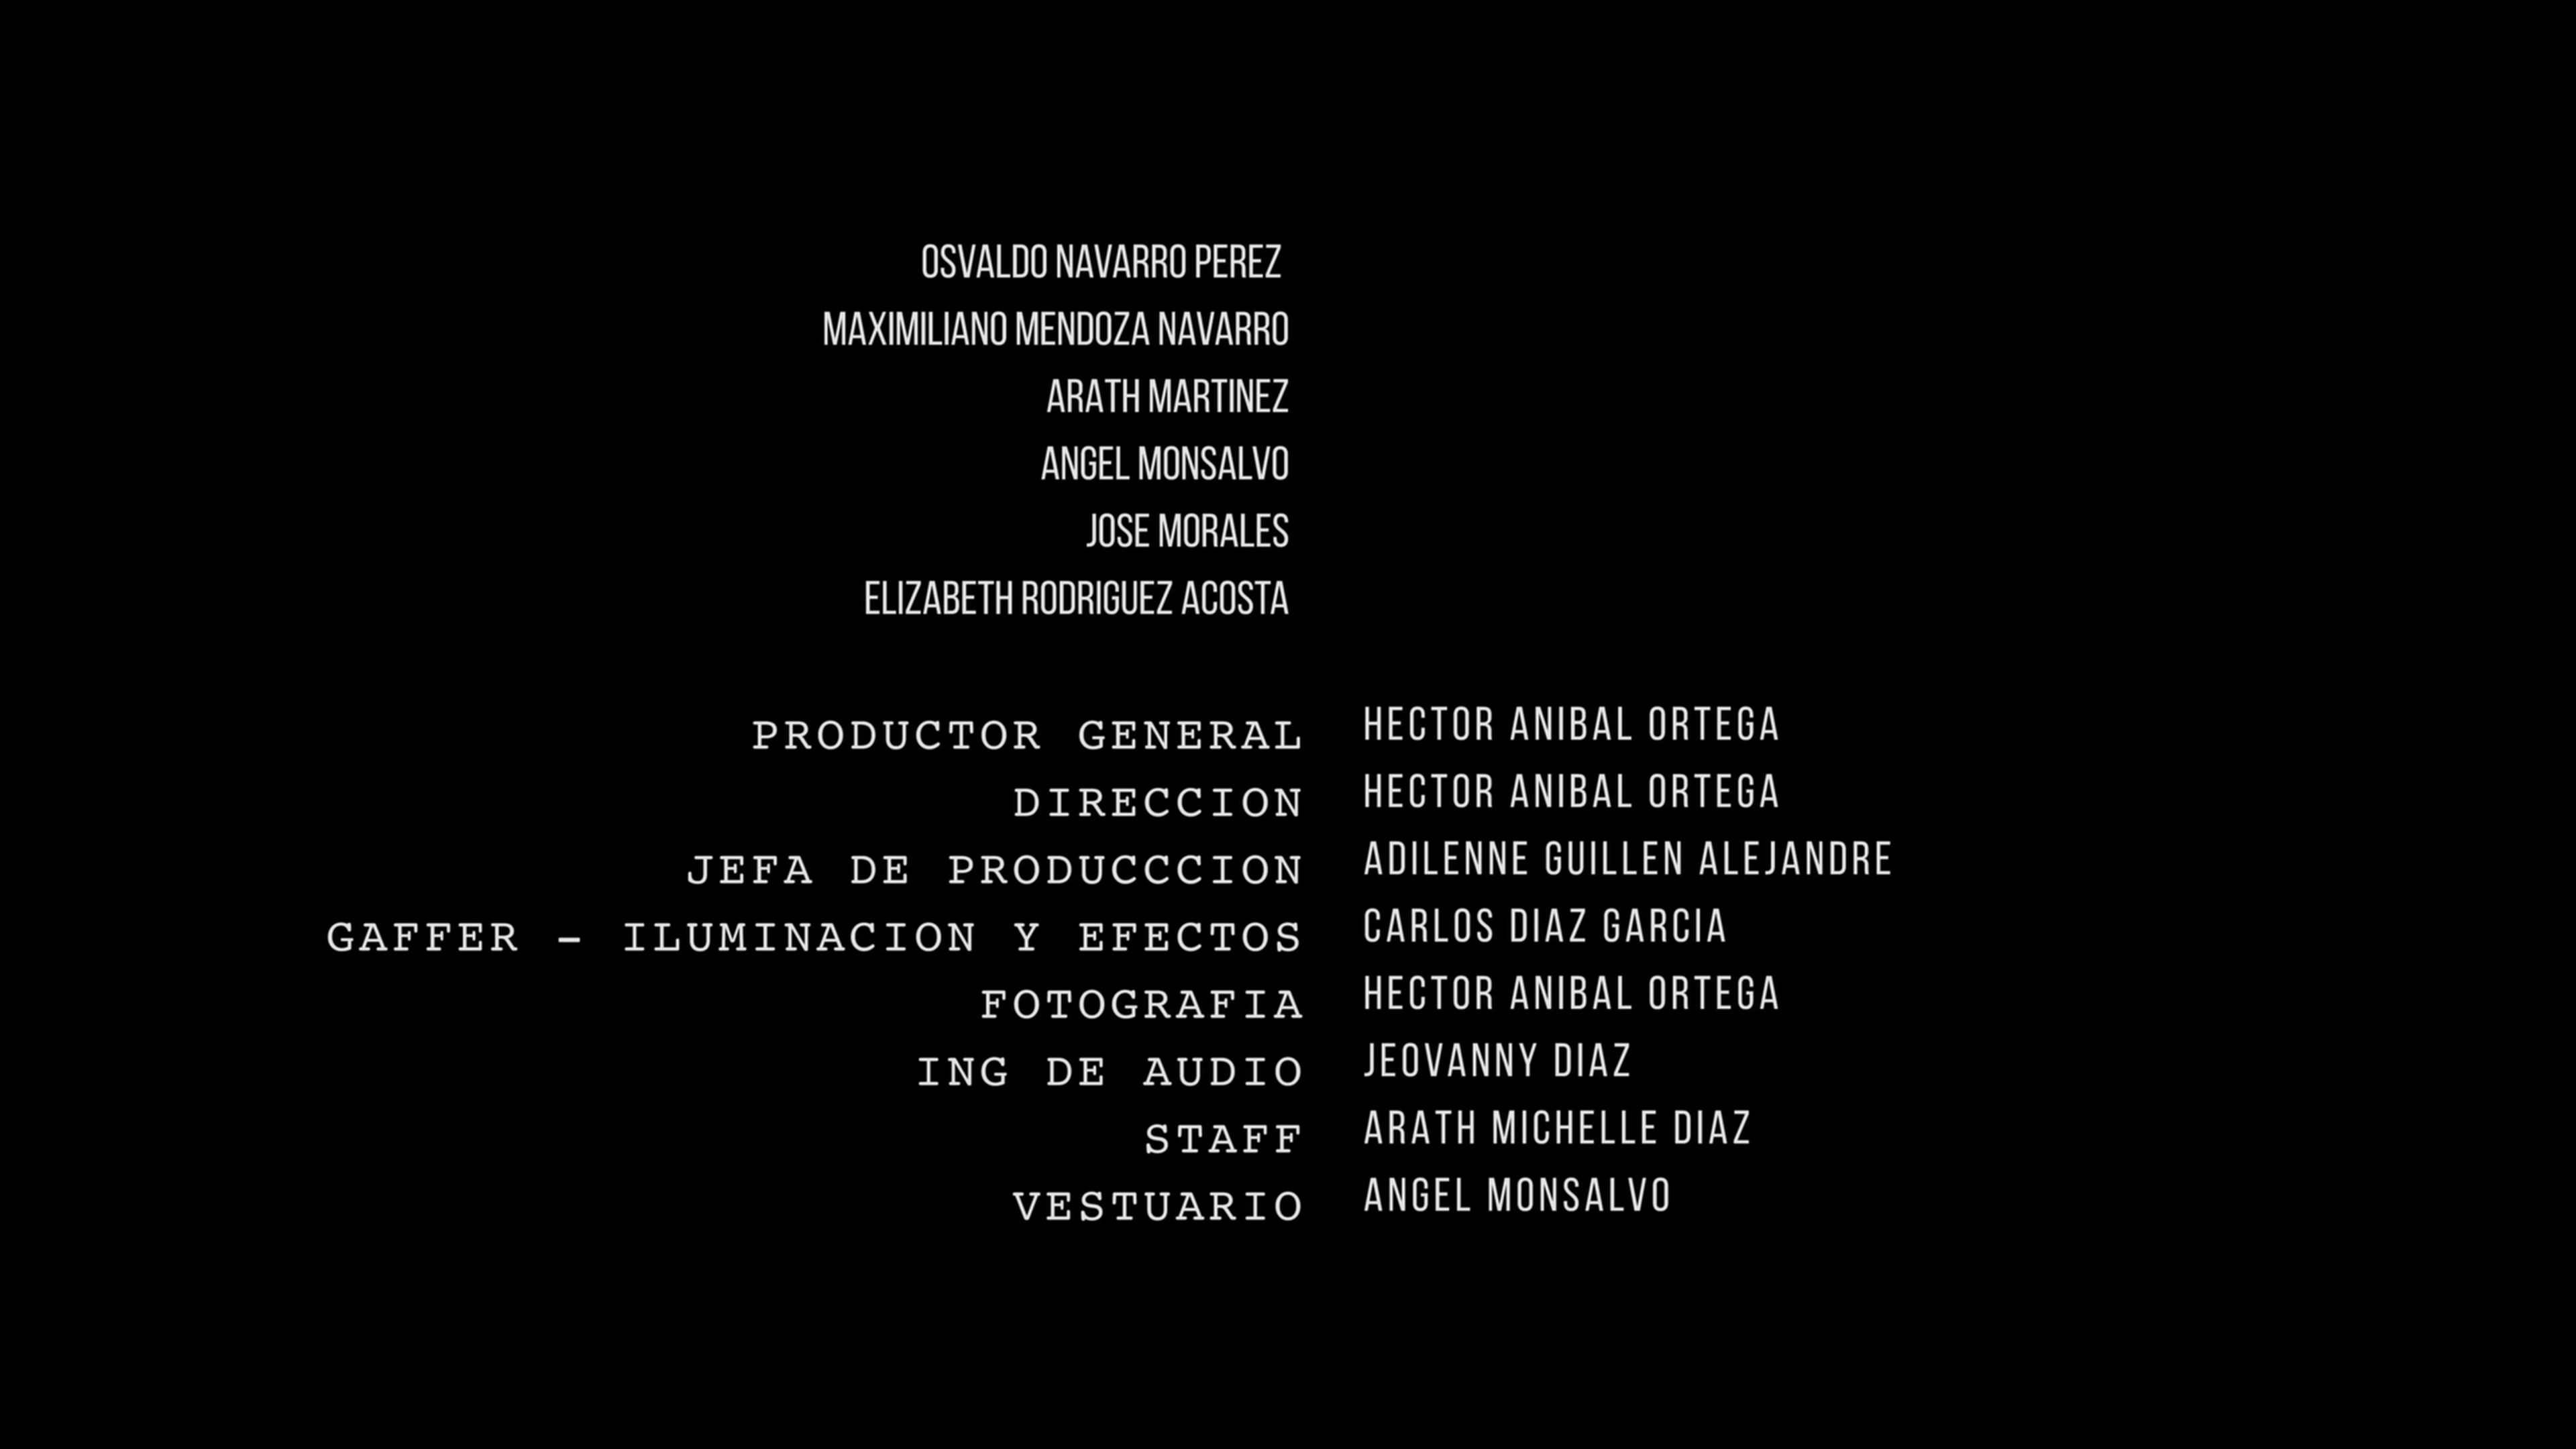 OSVALDO NAVARRO PEREZ
MAXIMILIANO MENDOZA NAVARRO
ARATH MARTINEZ
ANGEL MONSALVO
JOSE MORALES
ELIZABETH RODRIGUEZ ACOSTA
PRODUCTOR GENERAL HECTOR ANIBAL ORTEGA
DIRECCION HECTOR ANIBAL ORTEGA
JEFA DE PRODUCCCION ADILENNE GUILLEN ALEJANDRE
GAFFER - ILUMINACION Y EFECTOS CARLOS DIAZ GARCIA
FOTOGRAFIA HECTOR ANIBAL ORTEGA
ING DE AUDIO JEOVANNY DIAZ
STAFF ARATH MICHELLE DIAZ
VESTUARIO ANGEL MONSALVO